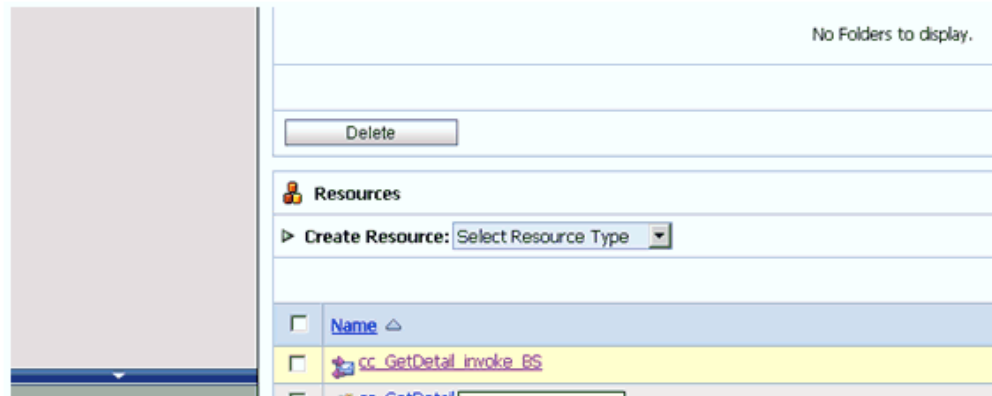 No Folders to display.
Delete
Resources
Create Resource: Select Resource Type
Name
cc_GetDetail_invoke_BS